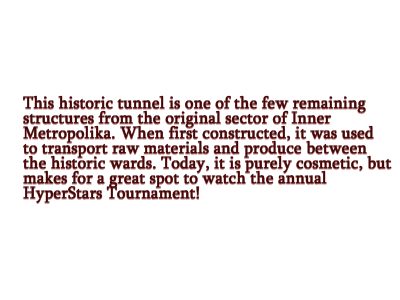 This historic tunnel is one of the few remaining
structures from the original sector of Inner
Metropolika. When first constructed, it was used
to transport raw materials and produce between
the historic wards. Today, it is purely cosmetic, but
makes for a great spot to watch the annual
HyperStars Tournament!